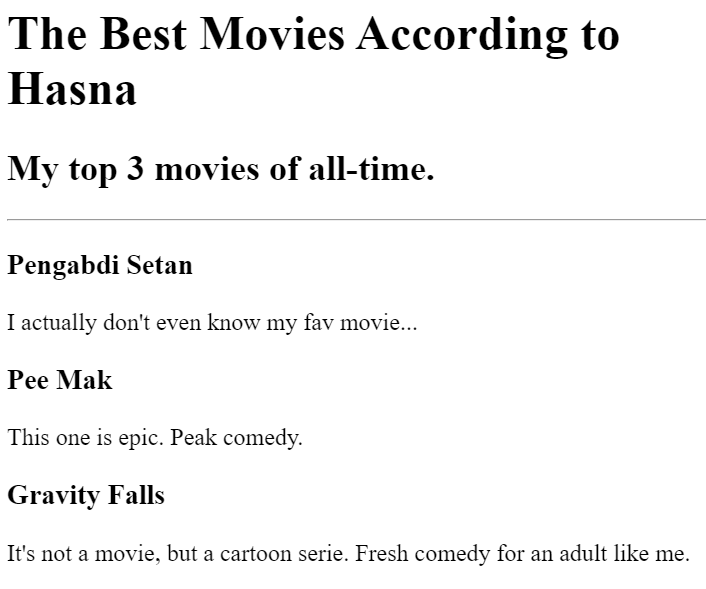 The Best Movies According to
Hasna
My top 3 movies of all-time.
Pengabdi Setan
I actually don't even know my fav movie...
Pee Mak
This one is epic. Peak comedy.
Gravity Falls
It's not a movie, but a cartoon serie. Fresh comedy for an adult like me.